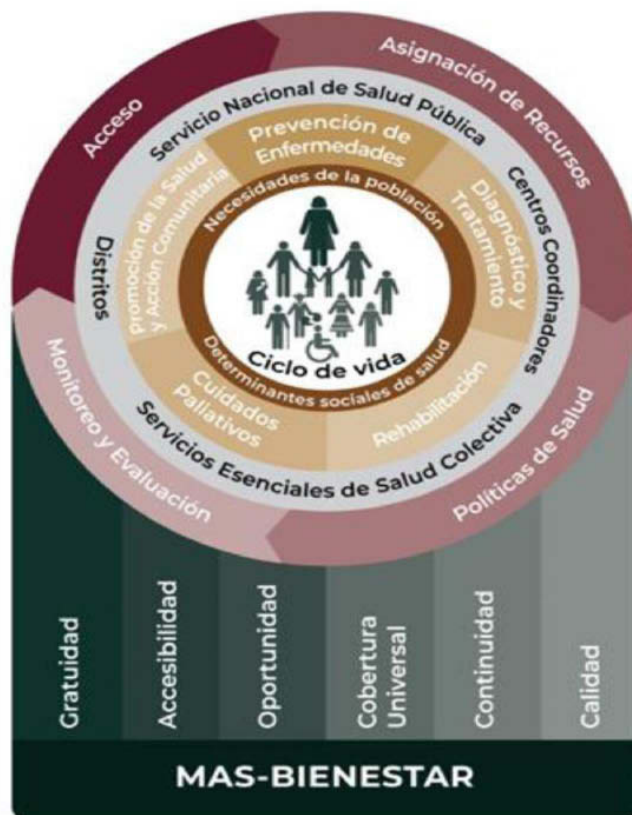 Acceso
Asignación de Recursos
Políticas de Salud
Monitoreo y Evaluación
Servicio Nacional de Salud Pública
Centros Coordinadores
Servicios Esenciales de Salud Colectiva
Distritos
Prevención de
Enfermedades
Diagnóstico y
Tratamiento
Rehabilitación
Cuidados
Paliativos
Promoción de la Salud
y Acción Comunitaria
Necesidades de la población
Determinantes sociales de salud
Ciclo de vida
Gratuidad
Accesibilidad
Oportunidad
Cobertura
Universal
Continuidad
Calidad
MAS-BIENESTAR